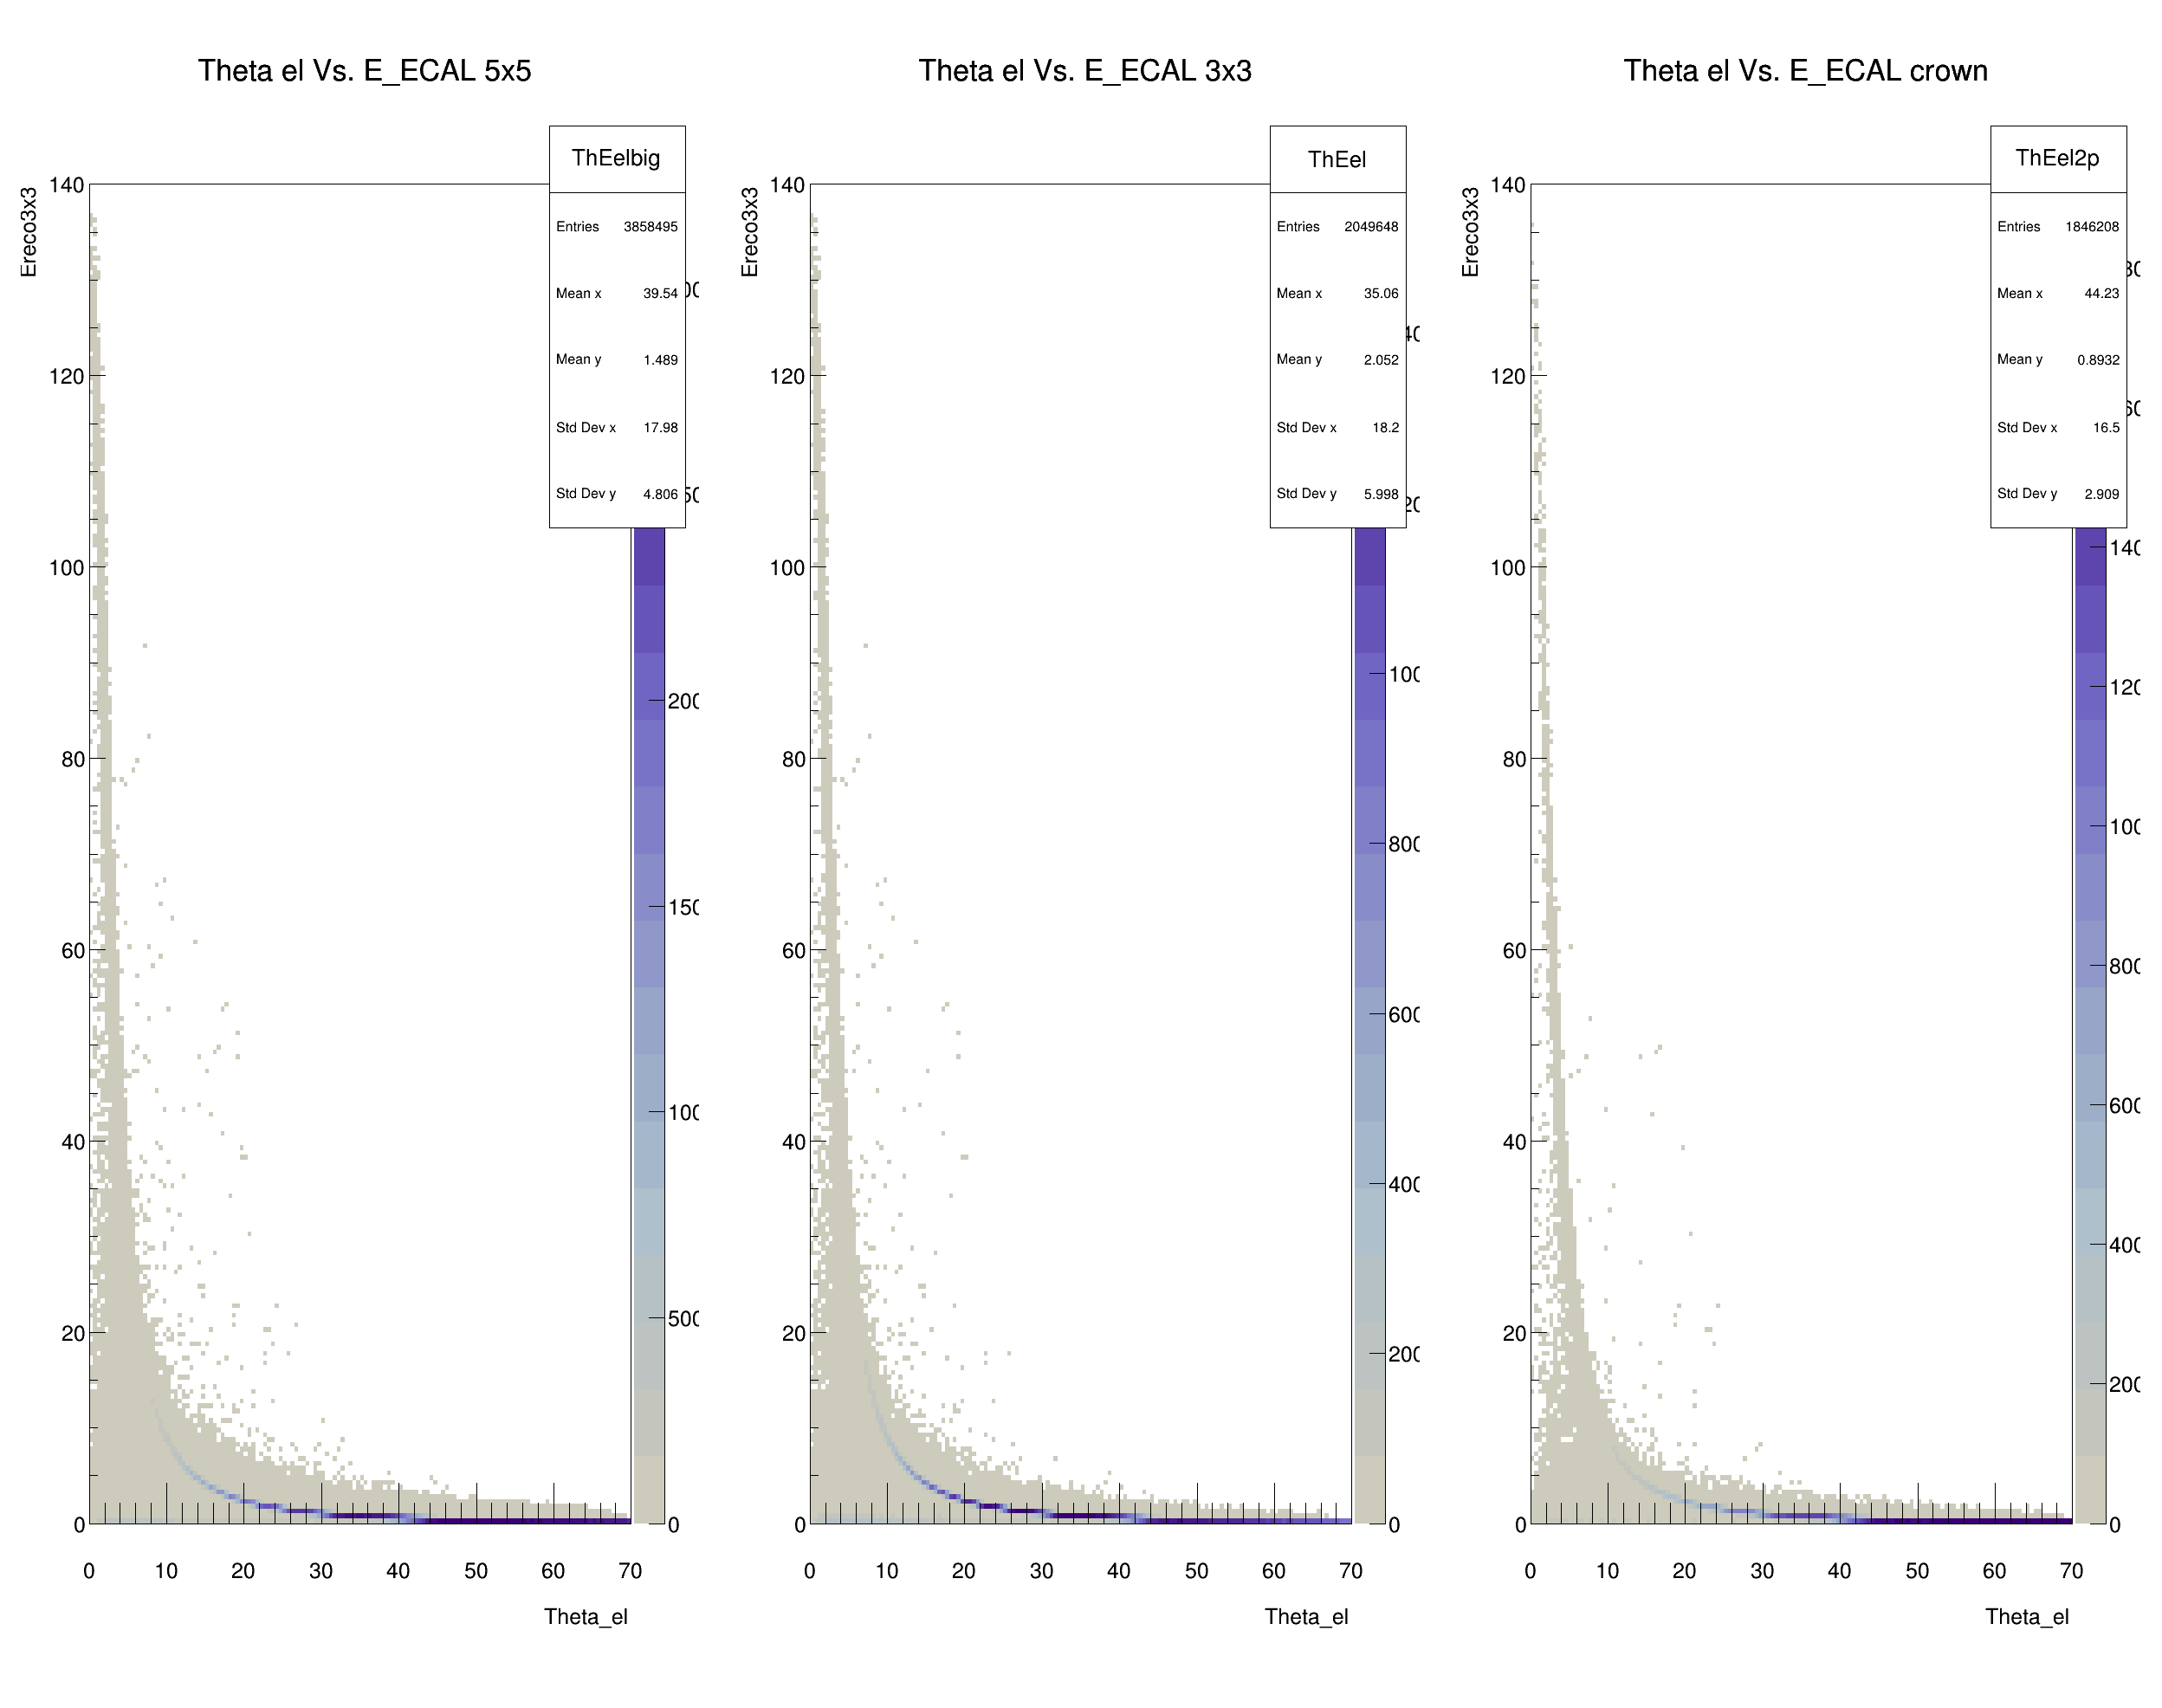 Theta el Vs. E_ECAL 5x5
ThEelbig
Entries 3858495
Mean x 39.54
Mean y 1.489
Std Dev x 17.98
Std Dev y 4.806
Ereco3x3
140
120
100
80
60
40
20
0
0 10 20 30 40 50 60 70
Theta_el
0
Theta el Vs. E_ECAL 3x3
ThEel
Entries 2049648
Mean x 35.06
Mean y 2.052
Std Dev x 18.2
Std Dev y 5.998
Ereco3x3
140
120
100
80
60
40
20
0
0 10 20 30 40 50 60 70
Theta_el
0
Theta el Vs. E_ECAL crown
ThEel2p
Entries 1846208
Mean x 44.23
Mean y 0.8932
Std Dev x 16.5
Std Dev y 2.909
Ereco3x3
140
120
100
80
60
40
20
0
0 10 20 30 40 50 60 70
Theta_el
0